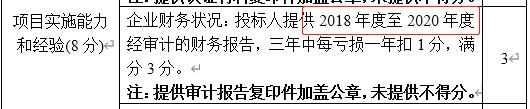 项目实施能力
和经验(8 分)
企业财务状况：投标人提供 2018 年度至 2020 年度
经审计的财务报告，三年中每亏损一年扣 1 分，满
分 3 分。
注：提供审计报告复印件加盖公章，未提供不得分。
3